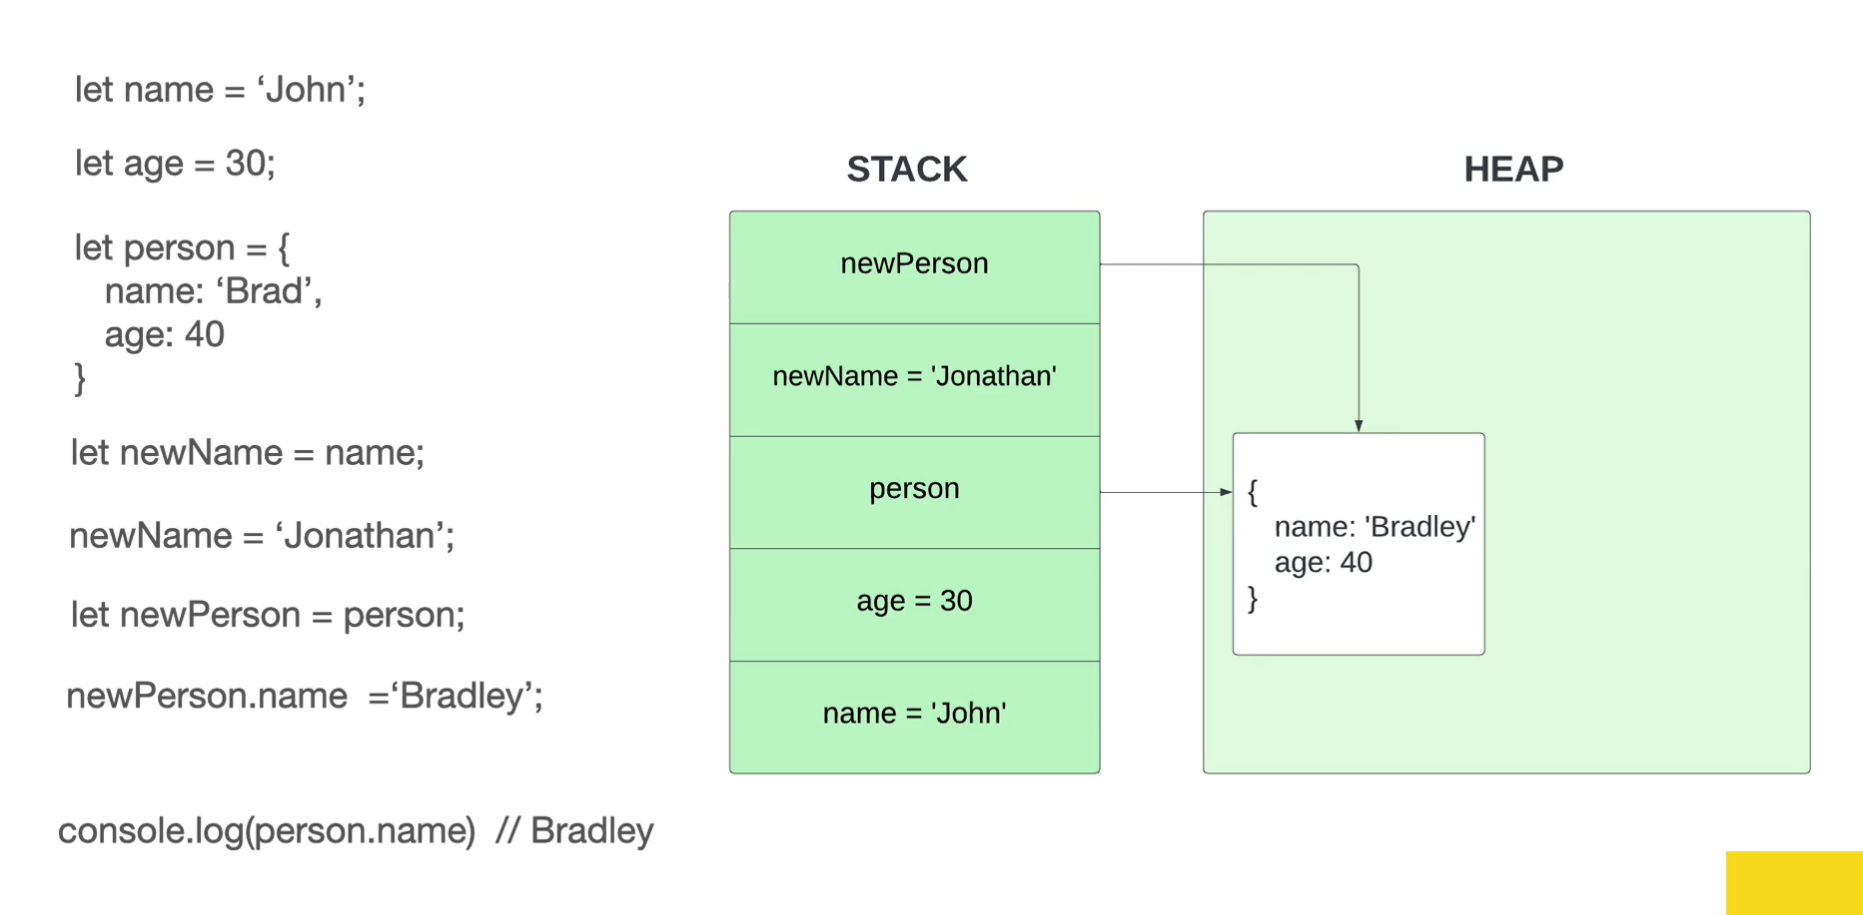 let name = ‘John’;
let age = 30;
let person = {
name: ‘Brad’,
age: 40
}
let newName = name;
newName = ‘Jonathan’;
let newPerson = person;
newPerson.name =‘Bradley’;
console.log(person.name) // Bradley
STACK
newPerson
newName = 'Jonathan'
person
age = 30
name = 'John'
HEAP
{
name: 'Bradley'
age: 40
}